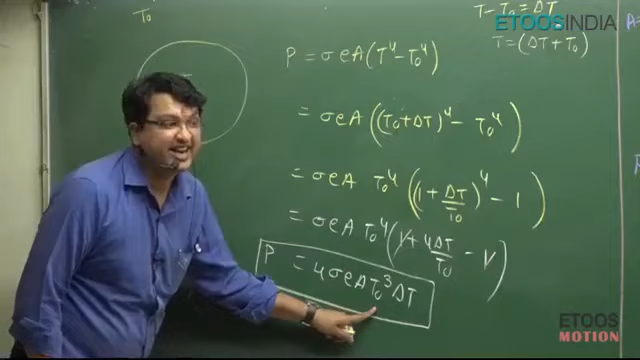 T₀
T - T₀ = ΔT
ETOOSINDIA
T = (ΔT + T₀)
P = σeA(T⁴ - T₀⁴)
= σeA((T₀+ΔT)⁴ - T₀⁴)
= σeA T₀⁴ ((1 + ΔT/T₀)⁴ - 1)
= σeA T₀⁴ (1 + 4ΔT/T₀ - 1)
P = 4σeAT₀³ΔT
ETOOS
MOTION